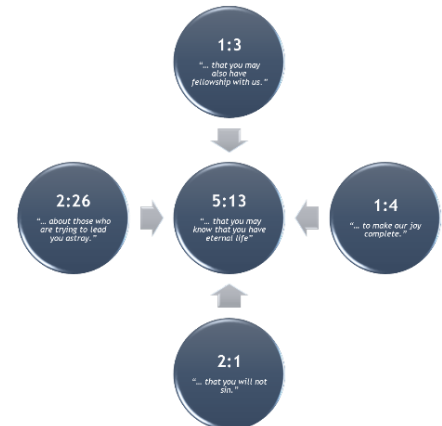 1:3
“… that you may
also have
fellowship with us.”
2:26
“… about those who
are trying to lead
you astray.”
5:13
“… that you may
know that you have
eternal life”
1:4
“… to make our joy
complete.”
2:1
“… that you will not
sin.”